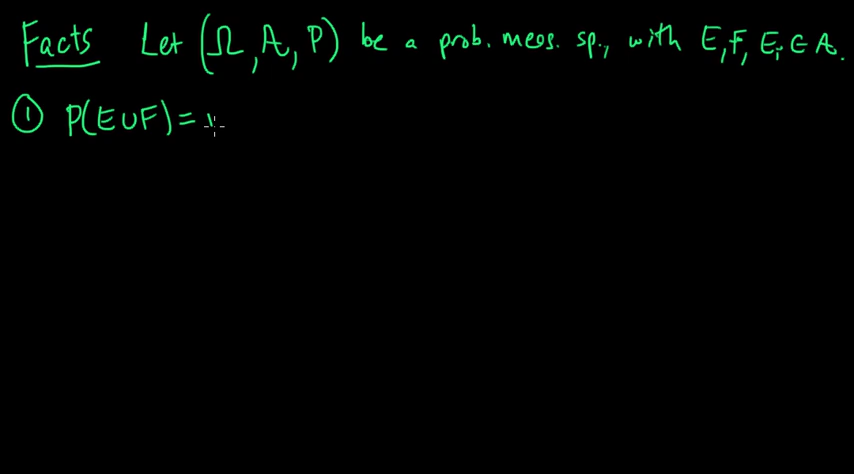 Facts Let (Ω, A, P) be a prob. meas. sp., with E, F, Eᵢ ∈ A.
① P(E∪F)=